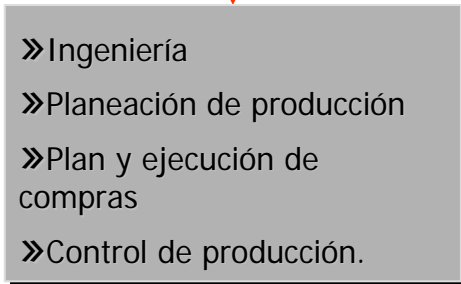 »Ingeniería
»Planeación de producción
»Plan y ejecución de
compras
»Control de producción.